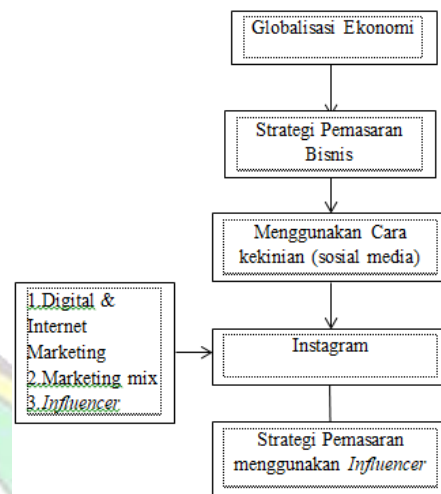 Globalisasi Ekonomi
Strategi Pemasaran
Bisnis
Menggunakan Cara
kekinian (sosial media)
1.Digital &
Internet
Marketing
2.Marketing mix
3.Influencer
Instagram
Strategi Pemasaran
menggunakan Influencer